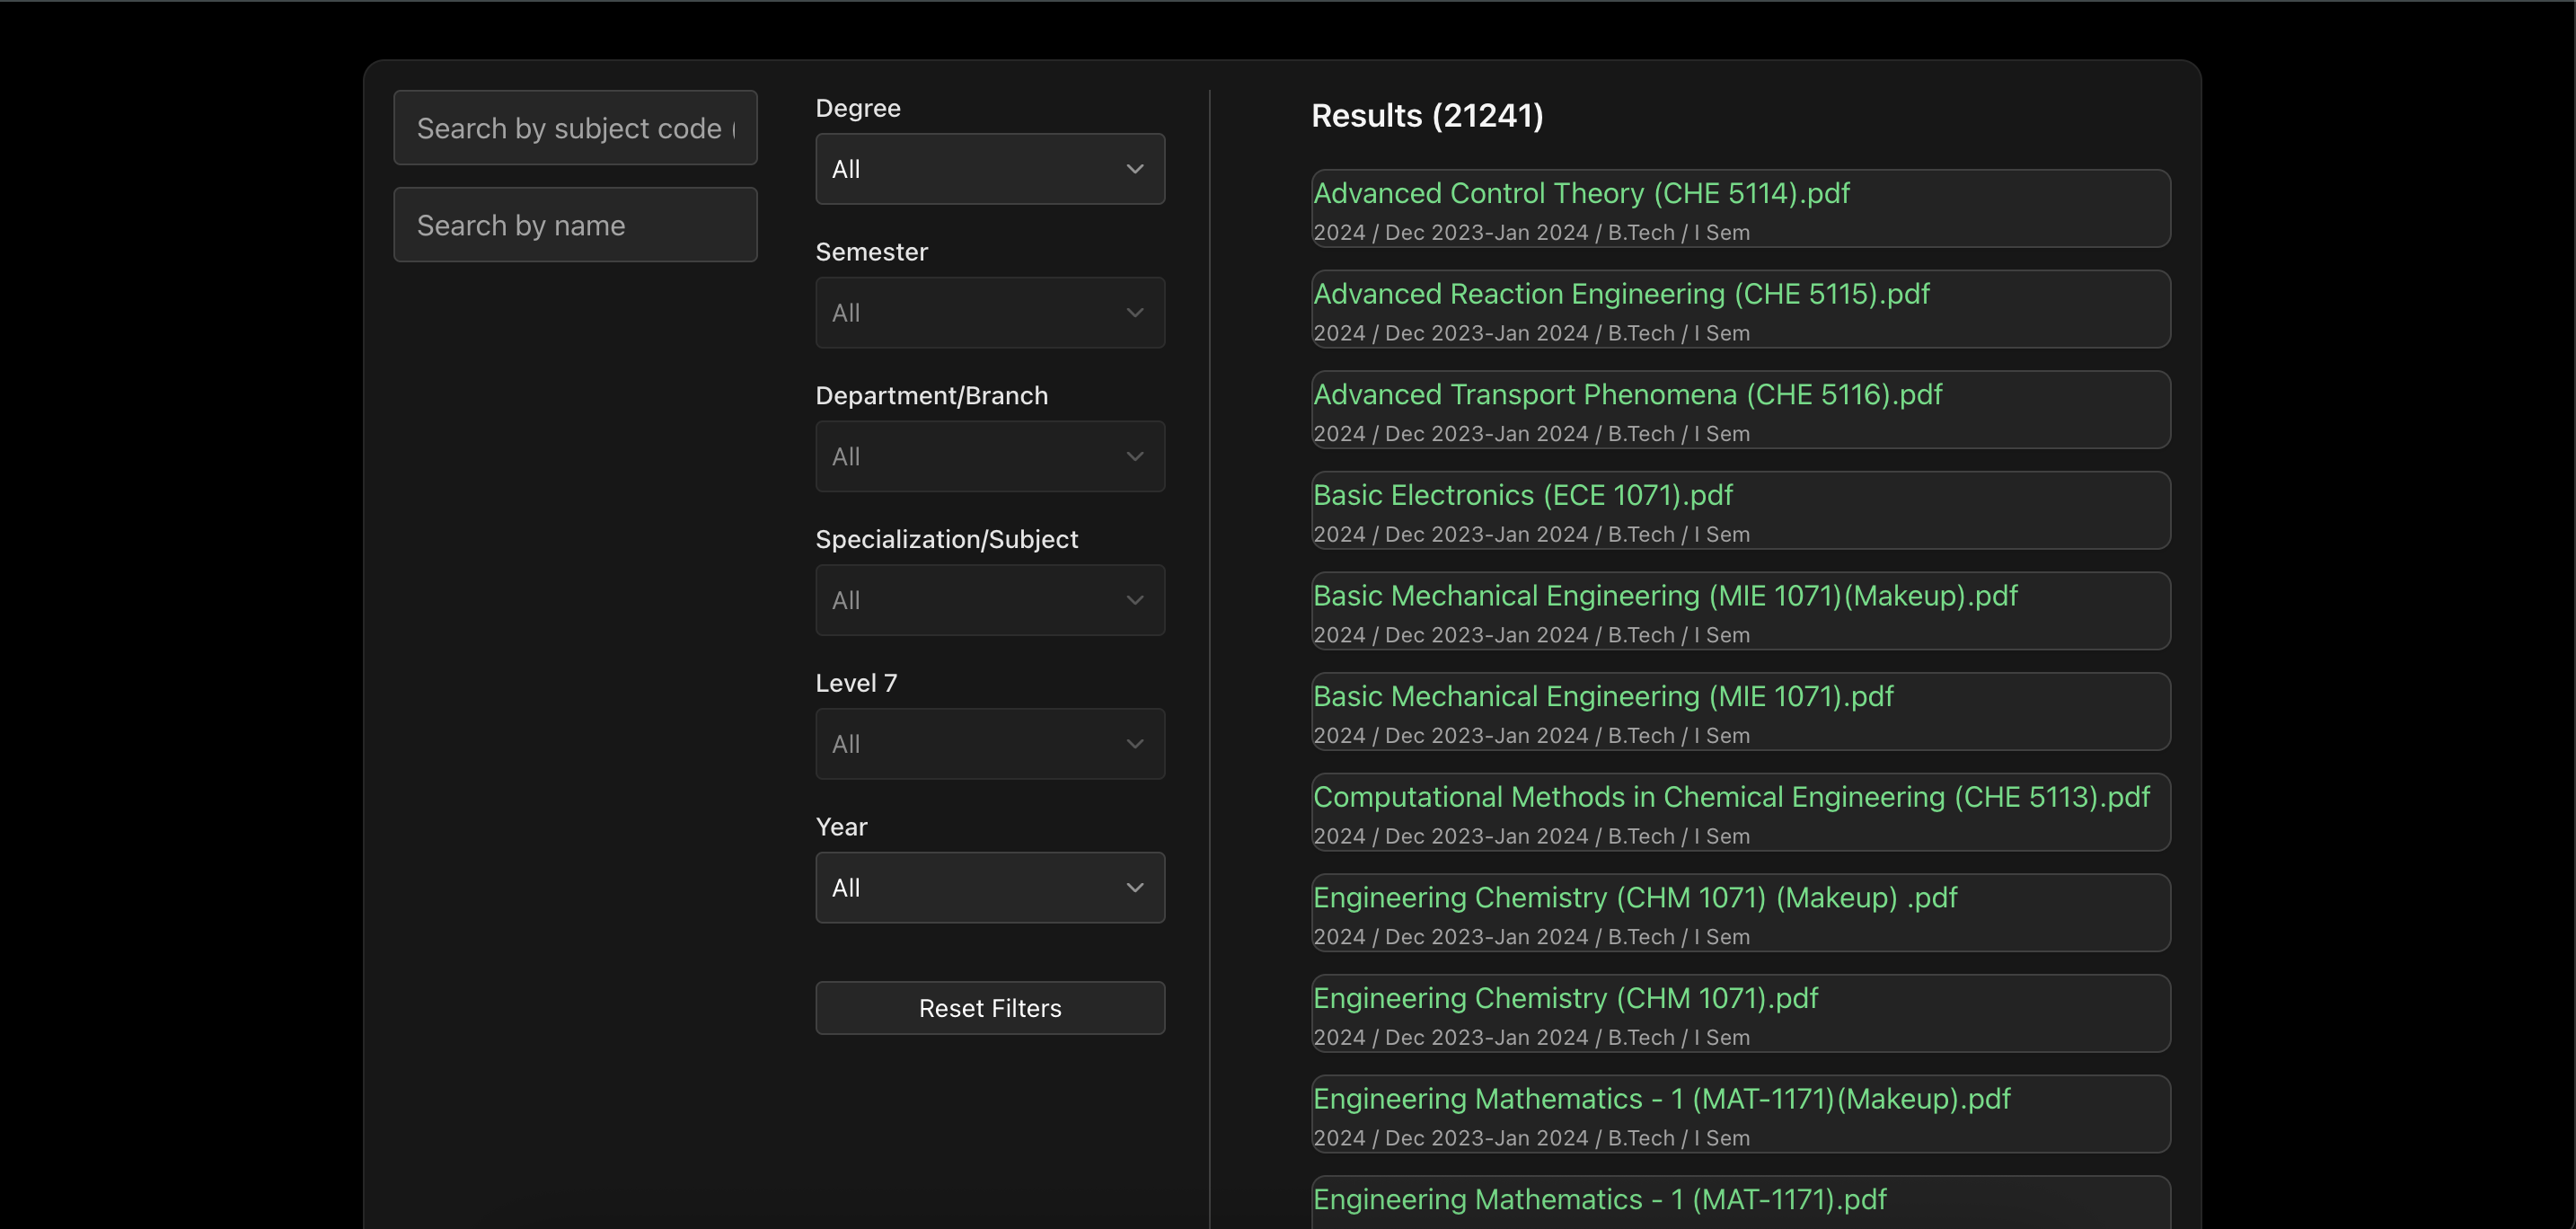 Search by subject code (
Search by name
Degree
All
Semester
All
Department/Branch
All
Specialization/Subject
All
Level 7
All
Year
All
Reset Filters
Results (21241)
Advanced Control Theory (CHE 5114).pdf
2024 / Dec 2023-Jan 2024 / B.Tech / I Sem
Advanced Reaction Engineering (CHE 5115).pdf
2024 / Dec 2023-Jan 2024 / B.Tech / I Sem
Advanced Transport Phenomena (CHE 5116).pdf
2024 / Dec 2023-Jan 2024 / B.Tech / I Sem
Basic Electronics (ECE 1071).pdf
2024 / Dec 2023-Jan 2024 / B.Tech / I Sem
Basic Mechanical Engineering (MIE 1071)(Makeup).pdf
2024 / Dec 2023-Jan 2024 / B.Tech / I Sem
Basic Mechanical Engineering (MIE 1071).pdf
2024 / Dec 2023-Jan 2024 / B.Tech / I Sem
Computational Methods in Chemical Engineering (CHE 5113).pdf
2024 / Dec 2023-Jan 2024 / B.Tech / I Sem
Engineering Chemistry (CHM 1071) (Makeup) .pdf
2024 / Dec 2023-Jan 2024 / B.Tech / I Sem
Engineering Chemistry (CHM 1071).pdf
2024 / Dec 2023-Jan 2024 / B.Tech / I Sem
Engineering Mathematics - 1 (MAT-1171)(Makeup).pdf
2024 / Dec 2023-Jan 2024 / B.Tech / I Sem
Engineering Mathematics - 1 (MAT-1171).pdf